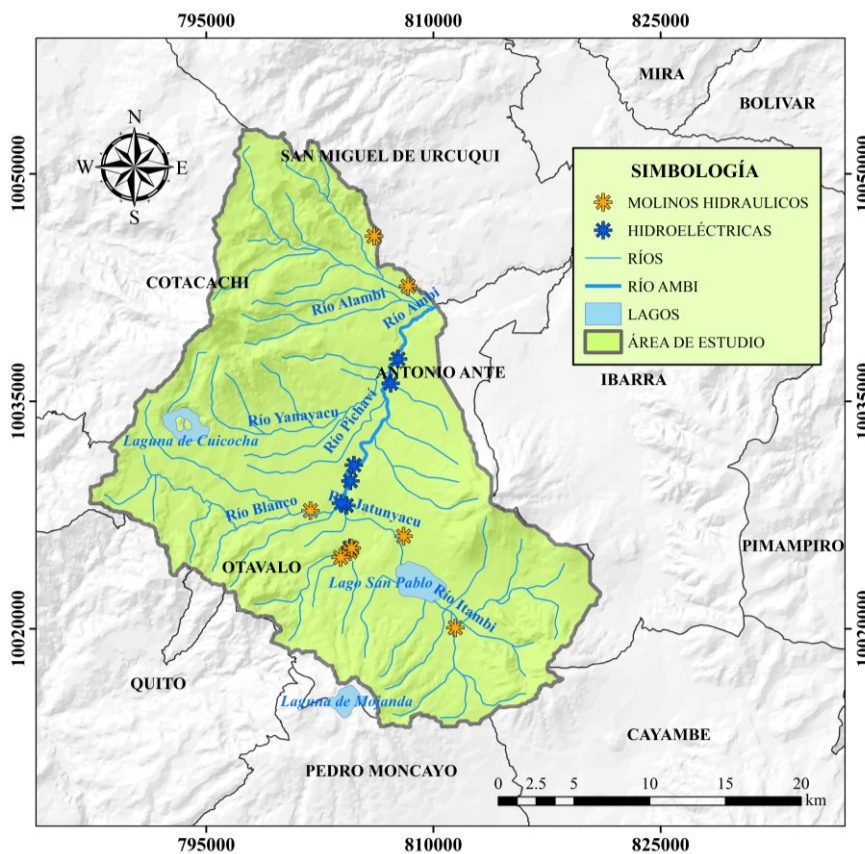 795000
810000
825000
MIRA
BOLIVAR
N
W
E
S
SAN MIGUEL DE URCUQUI
10050000
10050000
SIMBOLOGÍA
MOLINOS HIDRAULICOS
HIDROELÉCTRICAS
RÍOS
RÍO AMBI
LAGOS
ÁREA DE ESTUDIO
COTACACHI
Río Alambi
Río Ambi
ANTONIO ANTE
IBARRA
10035000
10035000
Río Yanayacu
Río Pichavi
Laguna de Cuicocha
Río Blanco
Río Jatunyacu
PIMAMPIRO
OTAVALO
Lago San Pablo
Río Itambi
10020000
10020000
QUITO
Laguna de Mojanda
CAYAMBE
PEDRO MONCAYO
0 2.5 5 10 15 20
km
795000
810000
825000